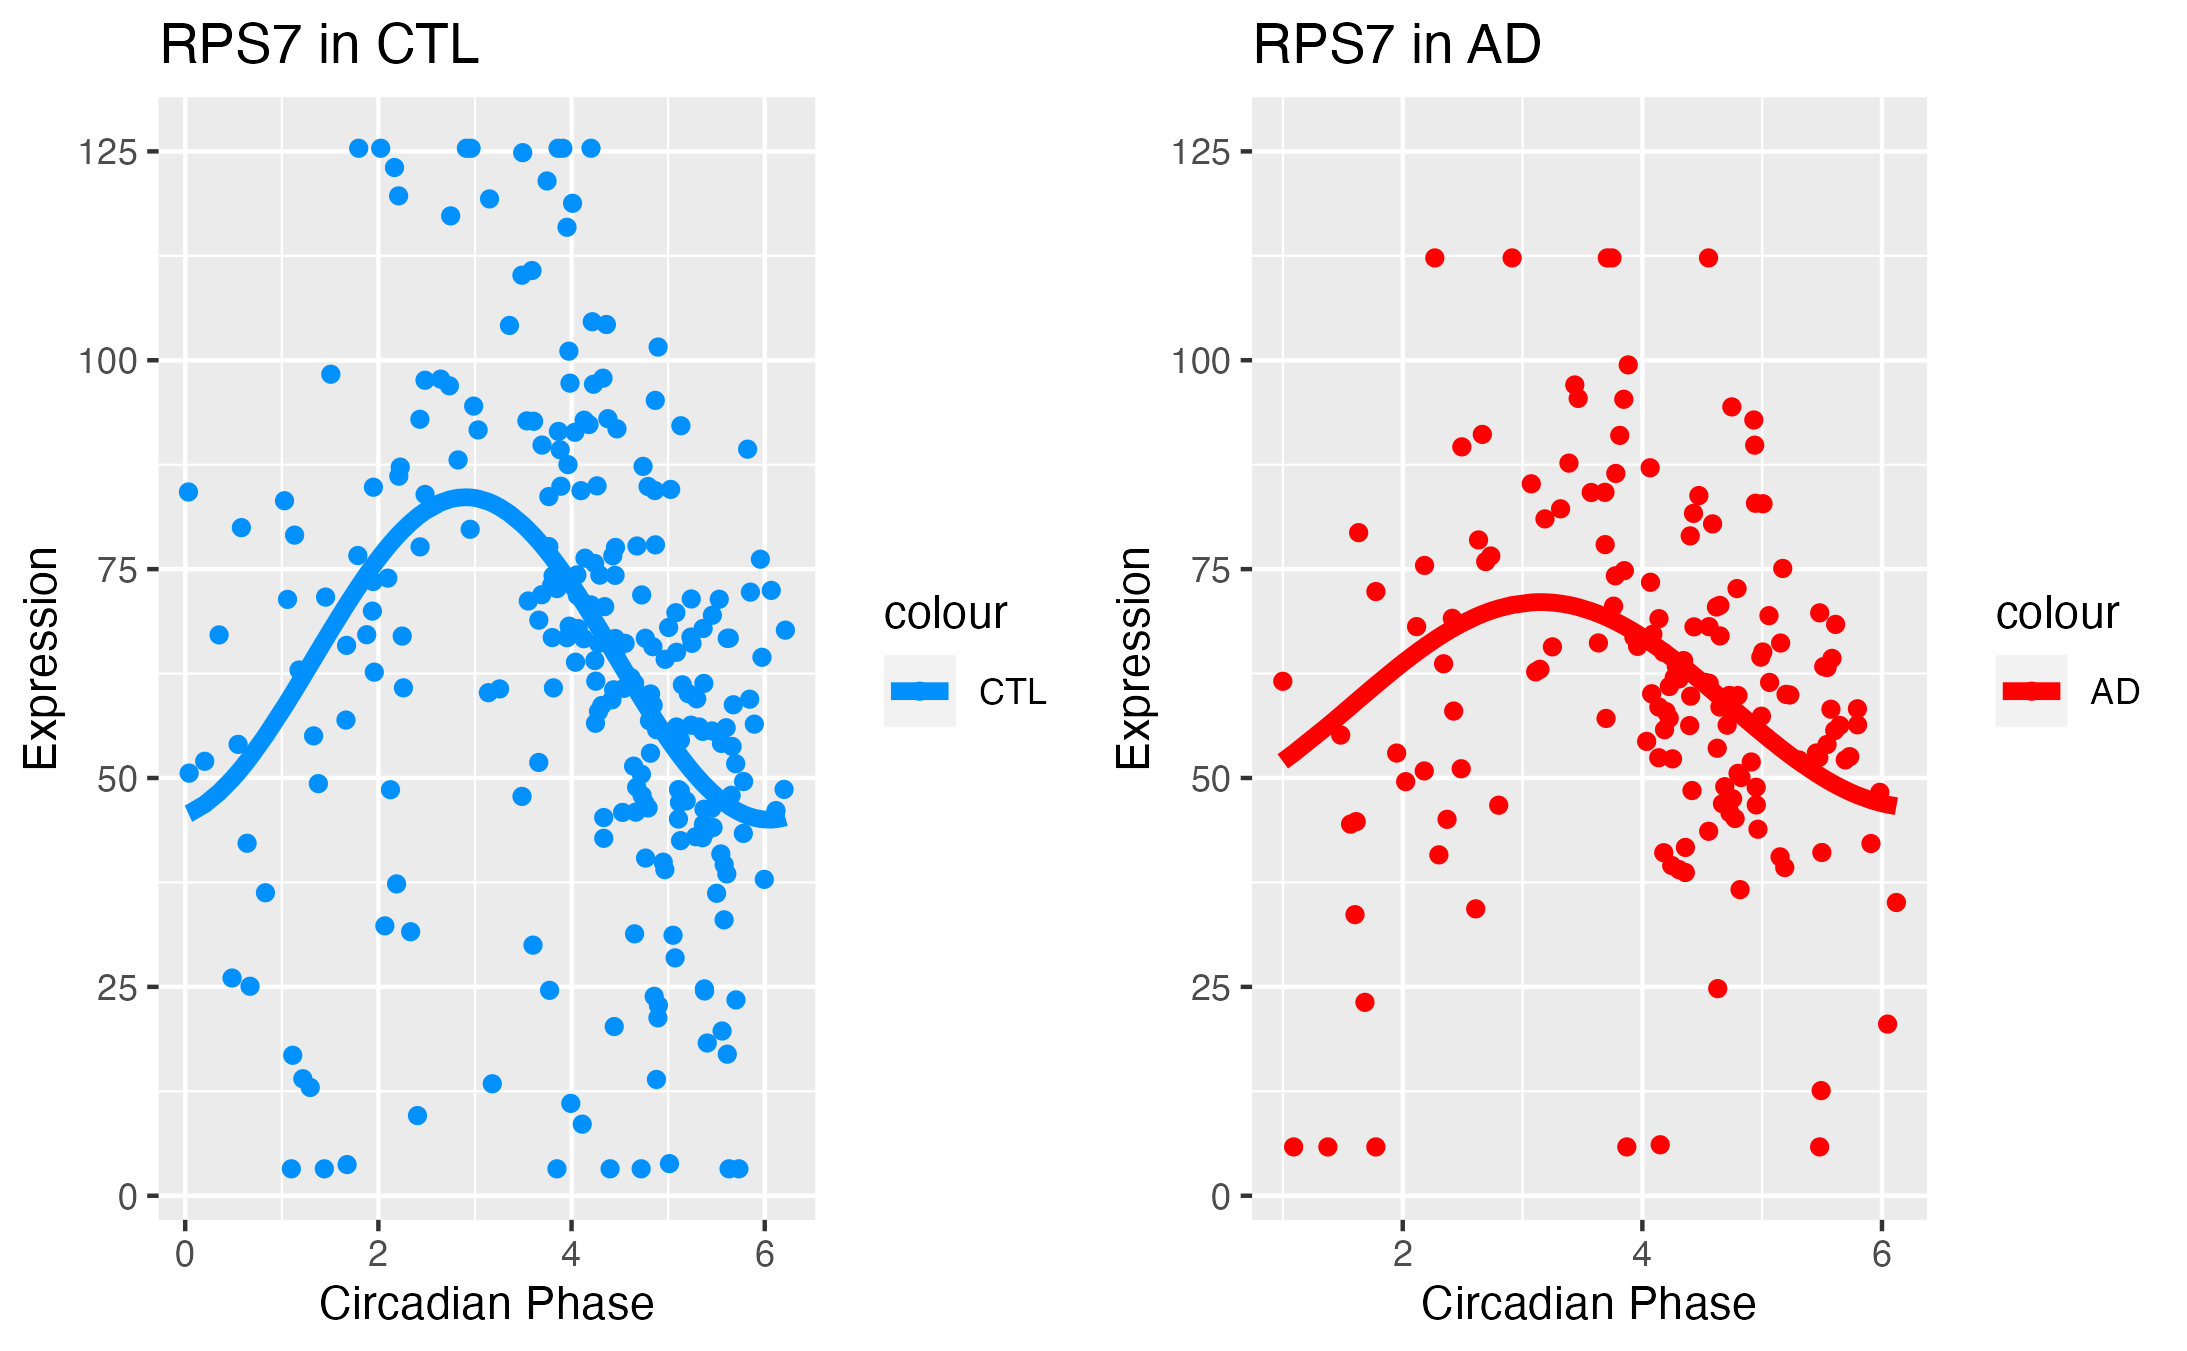 RPS7 in CTL
Expression
125
100
75
50
25
0
0 2 4 6
Circadian Phase
colour
CTL
RPS7 in AD
Expression
125
100
75
50
25
0
2 4 6
Circadian Phase
colour
AD